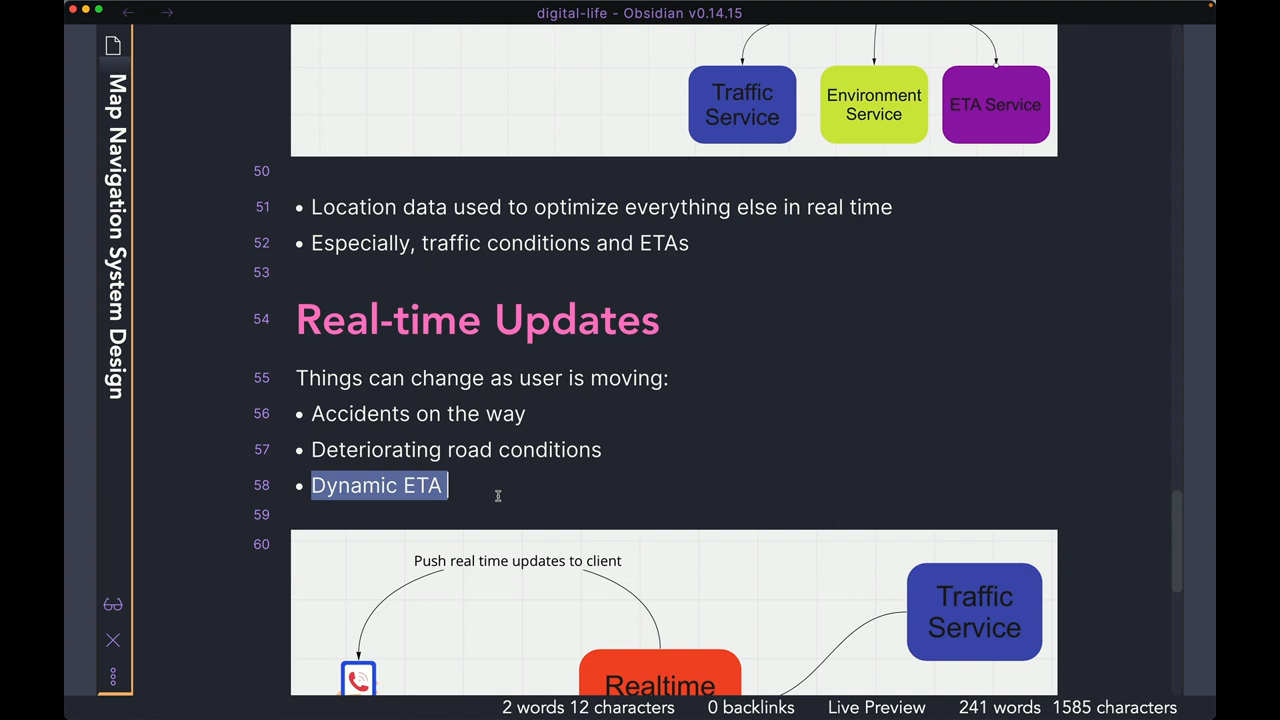 digital-life - Obsidian v0.14.15
Map Navigation System Design
Traffic
Service
Environment
Service
ETA Service
50
51
• Location data used to optimize everything else in real time
52
• Especially, traffic conditions and ETAs
53
54
Real-time Updates
55
Things can change as user is moving:
56
• Accidents on the way
57
• Deteriorating road conditions
58
• Dynamic ETA
59
60
Push real time updates to client
Traffic
Service
Realtime
2 words 12 characters
0 backlinks
Live Preview
241 words
1585 characters